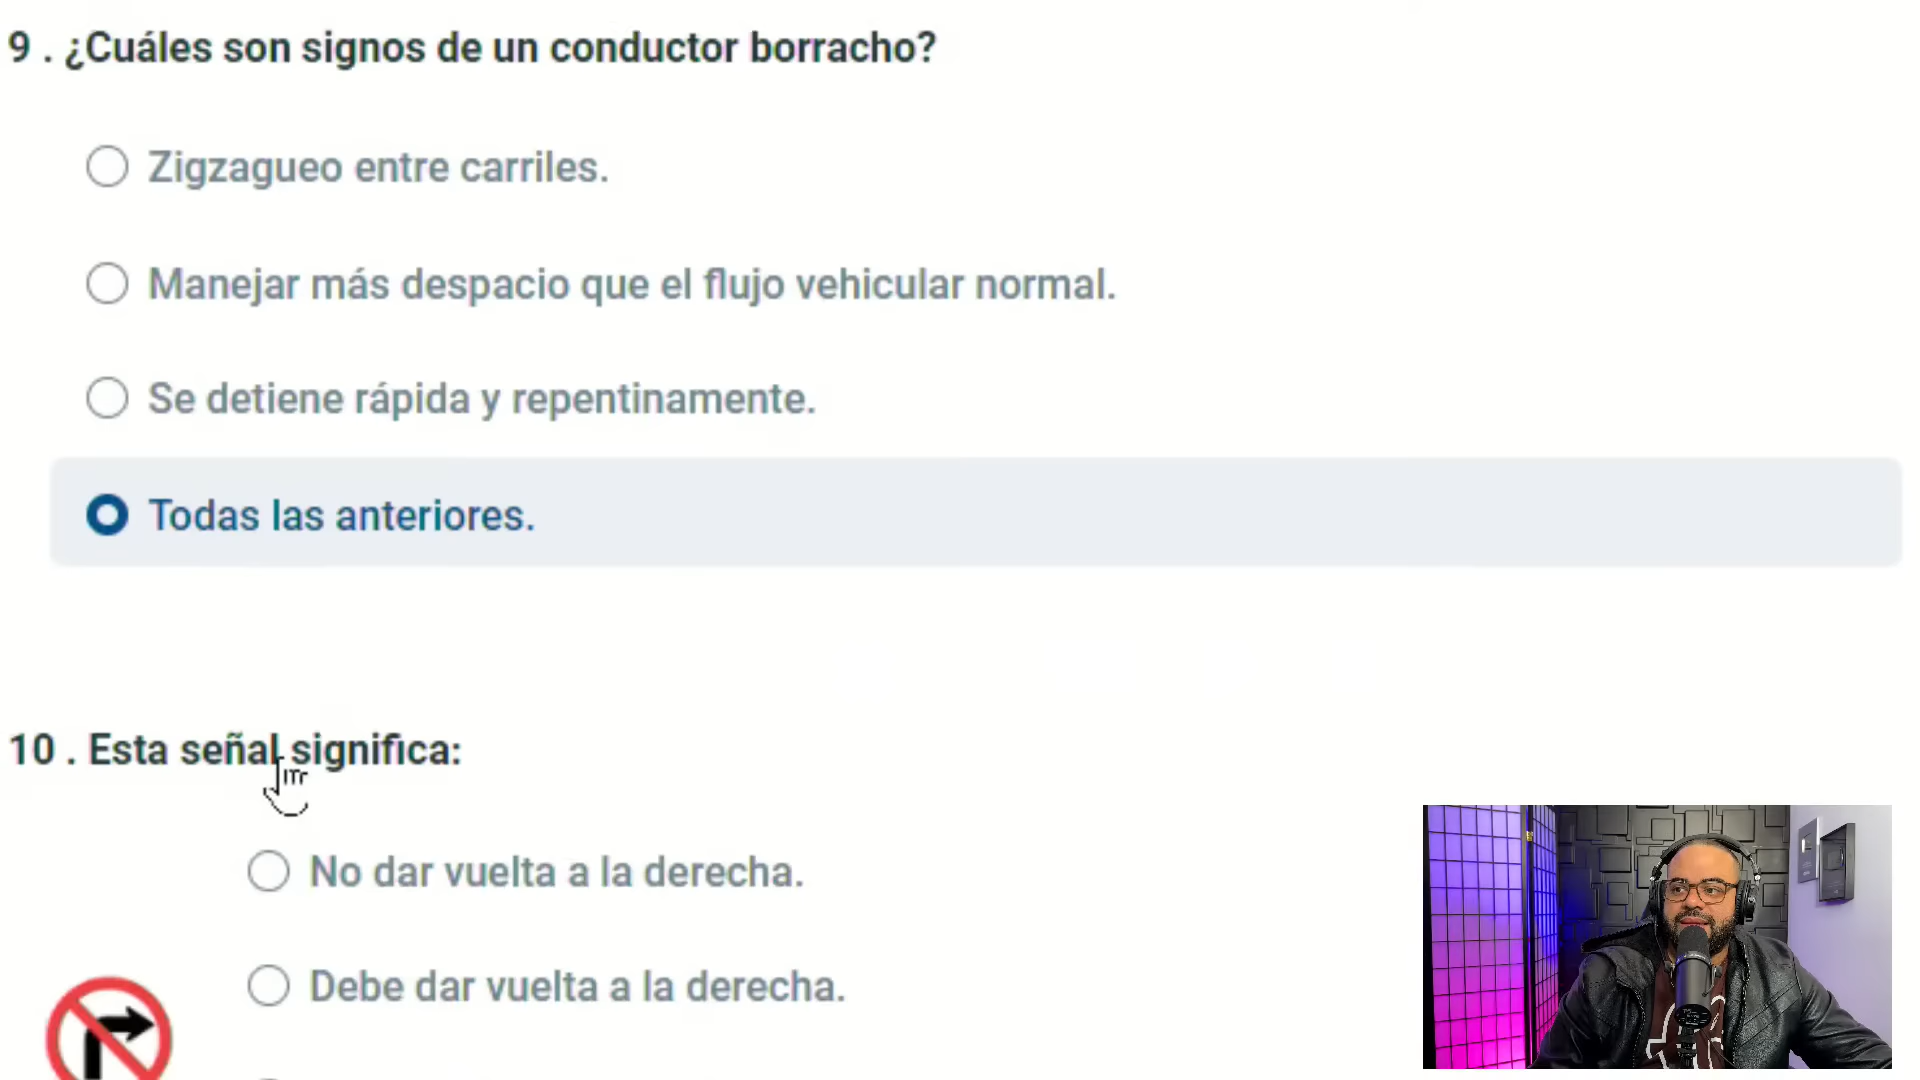 9 . ¿Cuáles son signos de un conductor borracho?
Zigzagueo entre carriles.
Manejar más despacio que el flujo vehicular normal.
Se detiene rápida y repentinamente.
Todas las anteriores.
10 . Esta señal significa:
No dar vuelta a la derecha.
Debe dar vuelta a la derecha.